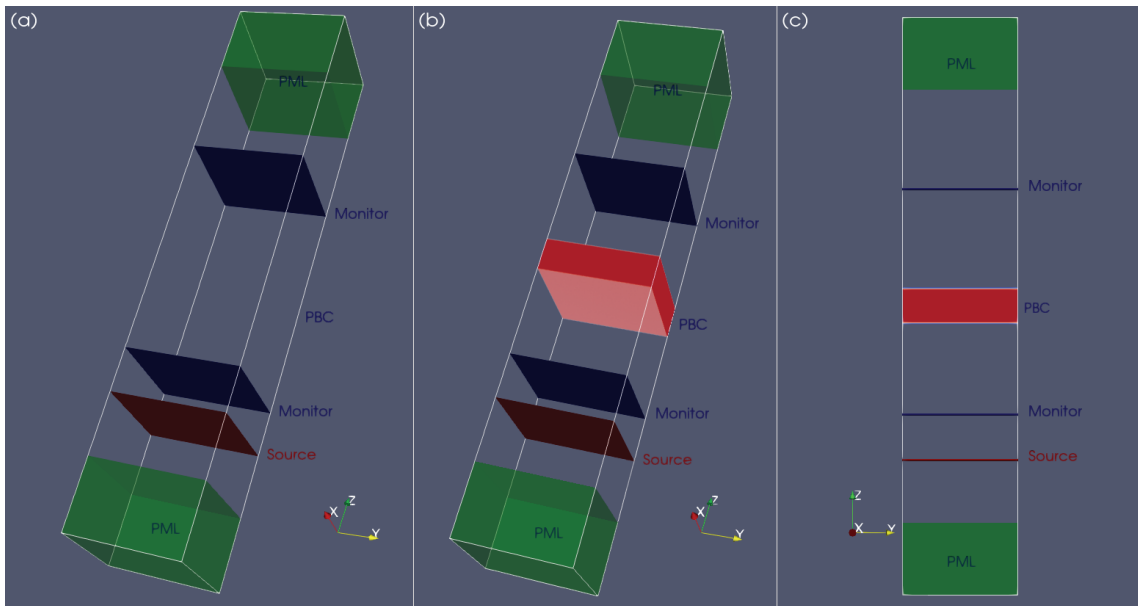 (a)
PML
Monitor
PBC
Monitor
Source
PML
Z
X
Y
(b)
PML
Monitor
PBC
Monitor
Source
PML
Z
X
Y
(c)
PML
Monitor
PBC
Monitor
Source
Z
X
Y
PML